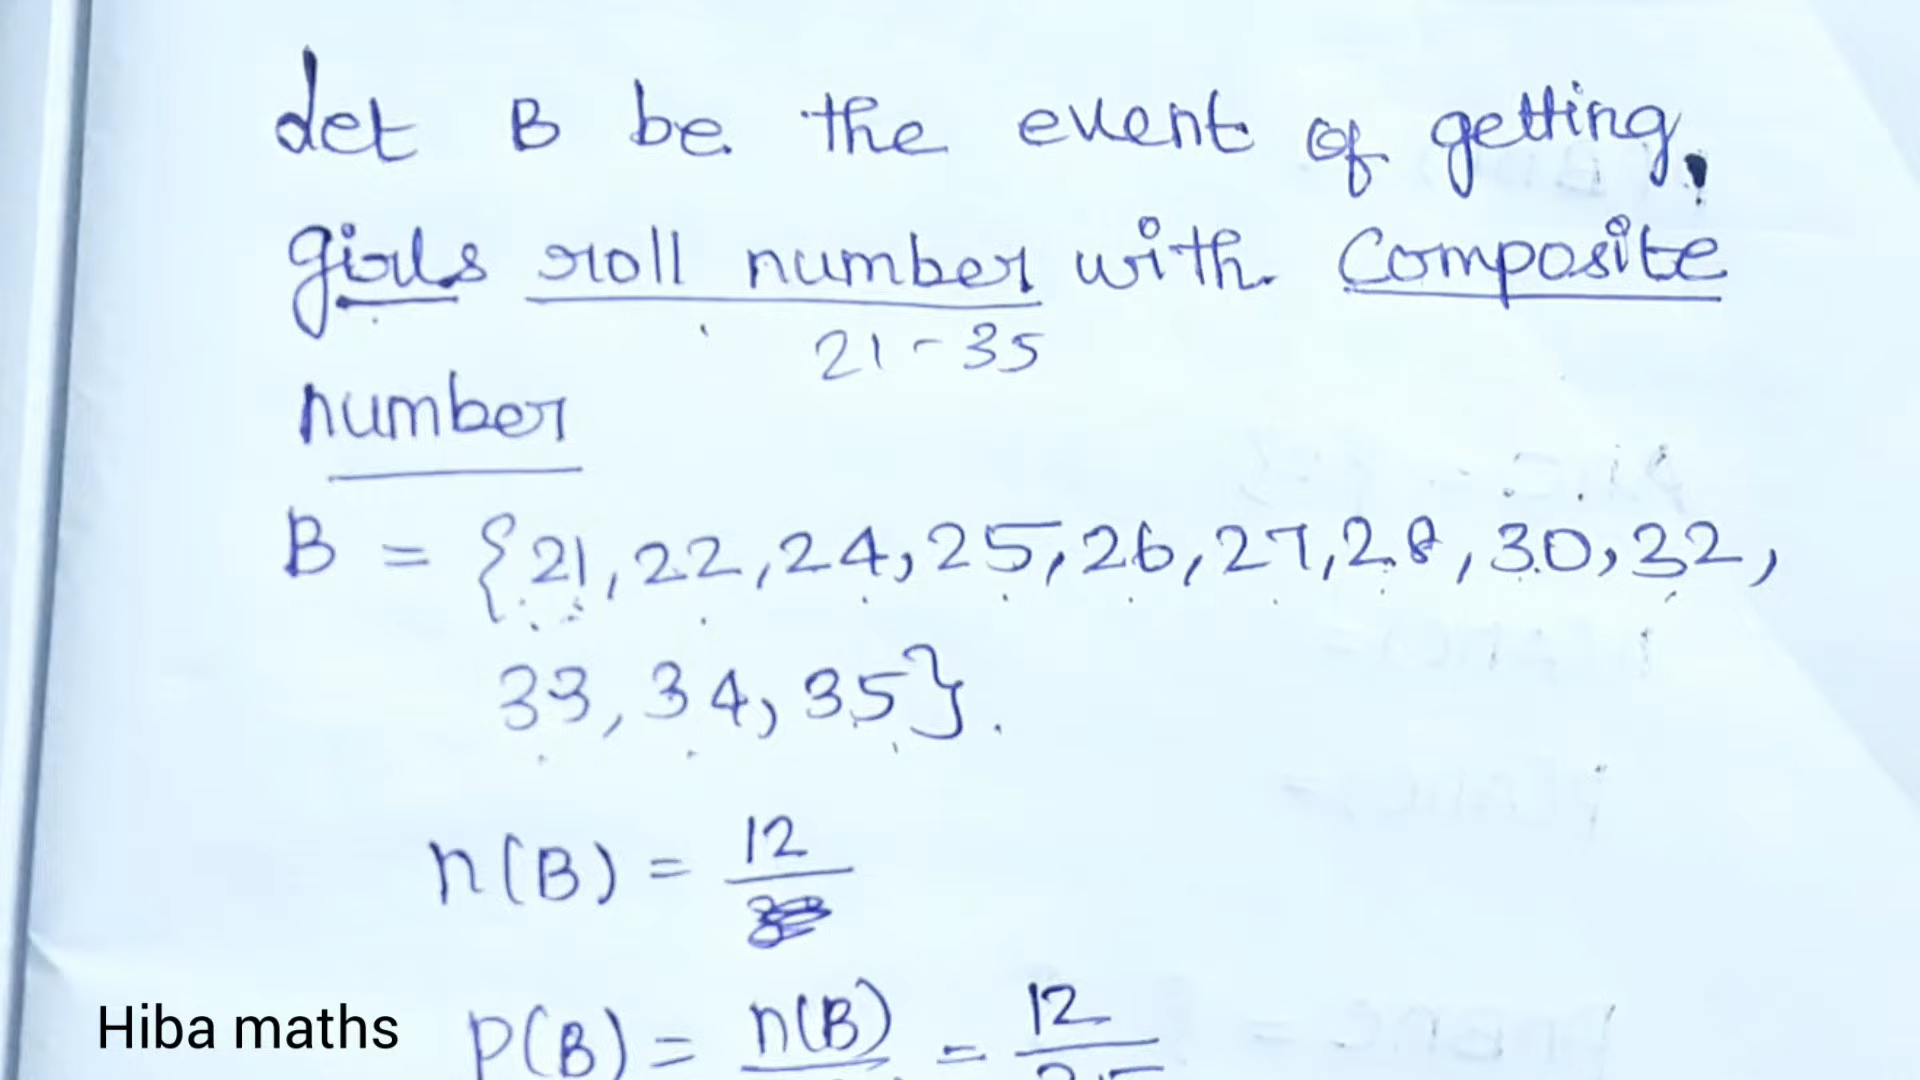 Let B be the event of getting,
girls roll number with Composite
21-35
number
B = {21,22,24,25,26,27,28,30,32,
33,34,35}.
n(B) = 12
P(B) = n(B) = 12
Hiba maths